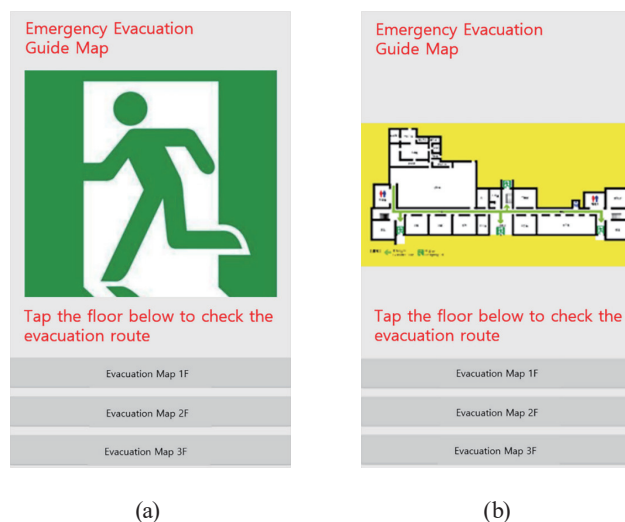 Emergency Evacuation
Guide Map
Tap the floor below to check the
evacuation route
Evacuation Map 1F
Evacuation Map 2F
Evacuation Map 3F
(a)
Emergency Evacuation
Guide Map
Tap the floor below to check the
evacuation route
Evacuation Map 1F
Evacuation Map 2F
Evacuation Map 3F
(b)